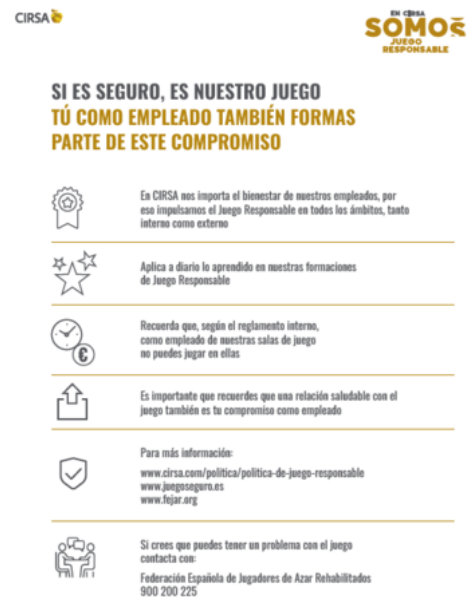 CIRSA
EN CIRSA
SOMOS
JUEGO
RESPONSABLE
SI ES SEGURO, ES NUESTRO JUEGO
TÚ COMO EMPLEADO TAMBIÉN FORMAS
PARTE DE ESTE COMPROMISO
En CIRSA nos importa el bienestar de nuestros empleados, por
eso impulsamos el Juego Responsable en todos los ámbitos, tanto
interno como externo
Aplica a diario lo aprendido en nuestras formaciones
de Juego Responsable
Recuerda que, según el reglamento interno,
como empleado de nuestras salas de juego
no puedes jugar en ellas
€
Es importante que recuerdes que una relación saludable con el
juego también es tu compromiso como empleado
Para más información:
www.cirsa.com/politica/politica-de-juego-responsable
www.juegoseguro.es
www.fejar.org
Si crees que puedes tener un problema con el juego
contacta con:
Federación Española de Jugadores de Azar Rehabilitados
900 200 225